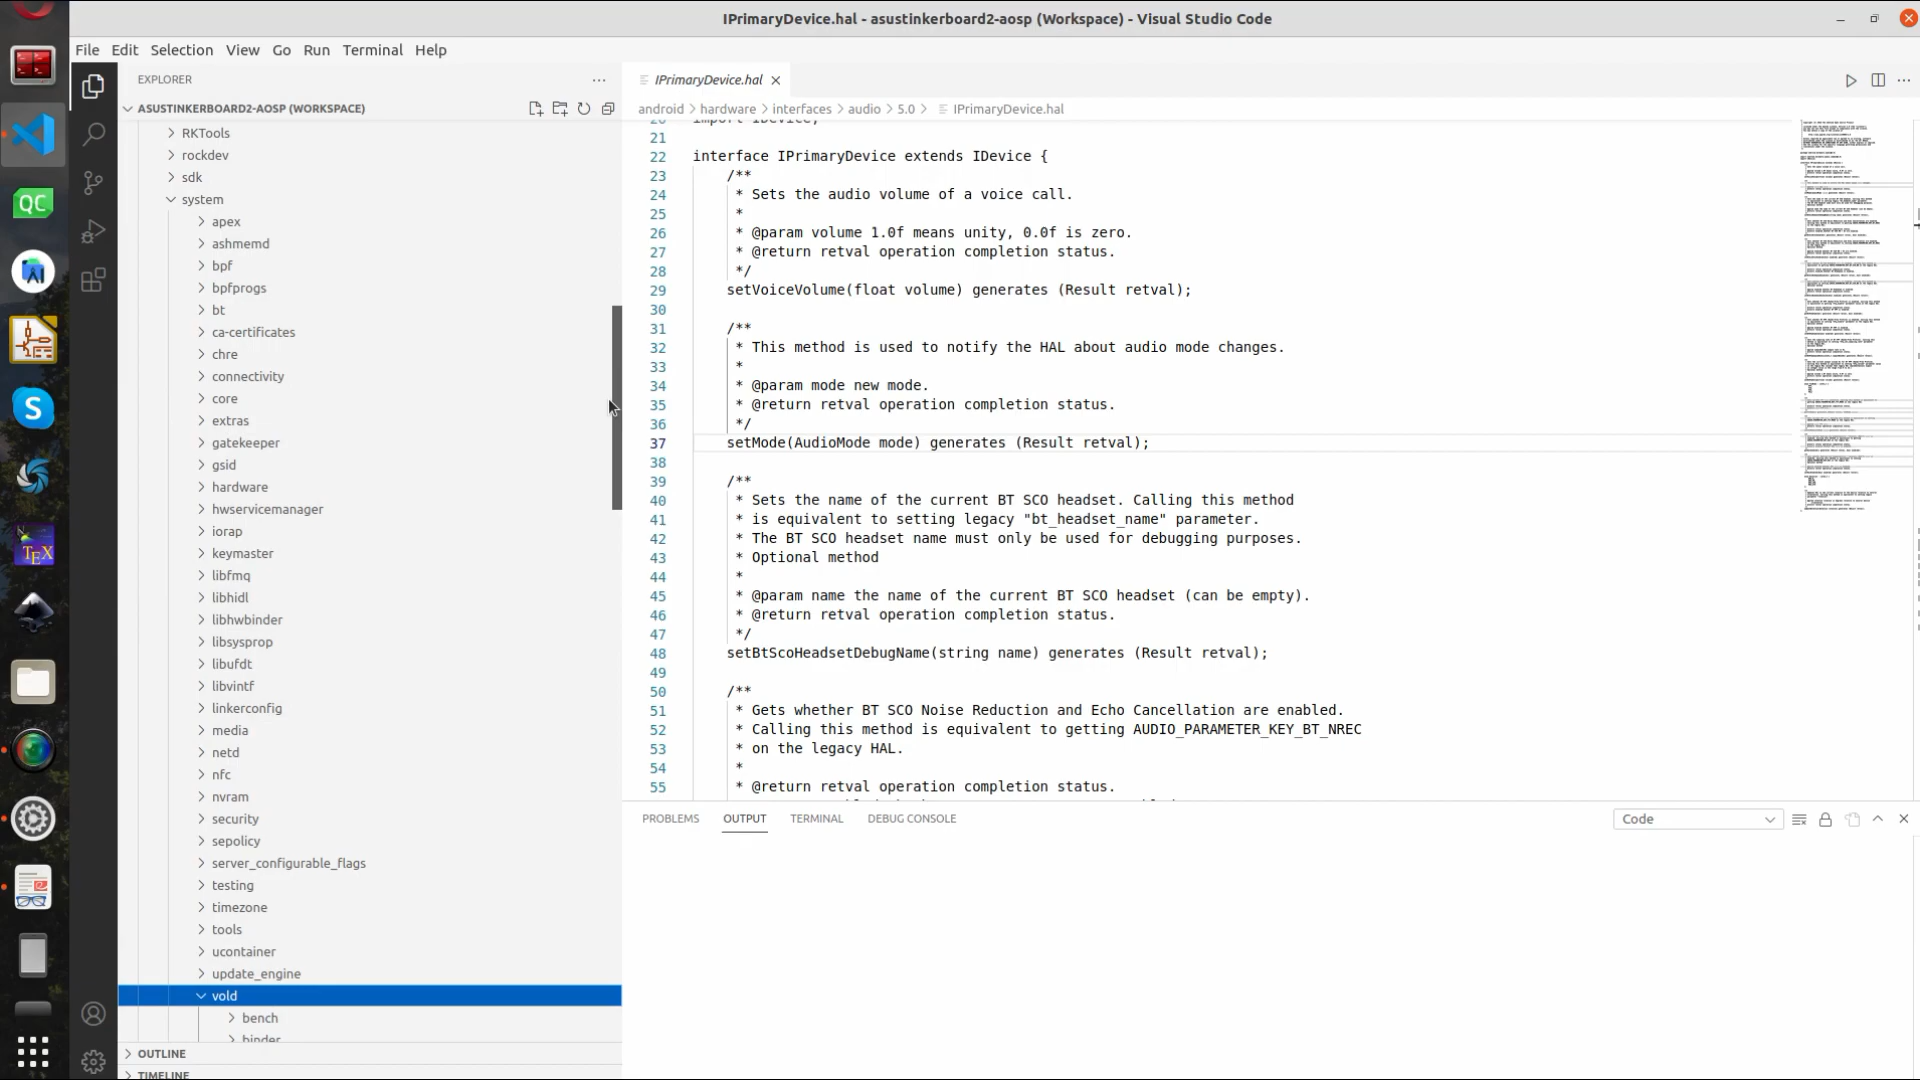 IPrimaryDevice.hal - asustinkerboard2-aosp (Workspace) - Visual Studio Code
File Edit Selection View Go Run Terminal Help
EXPLORER
ASUSTINKERBOARD2-AOSP (WORKSPACE)
RKTools
rockdev
sdk
system
apex
ashmemd
bpf
bpfprogs
bt
ca-certificates
chre
connectivity
core
extras
gatekeeper
gsid
hardware
hwservicemanager
iorap
keymaster
libfmq
libhidl
libhwbinder
libsysprop
libufdt
libvintf
linkerconfig
media
netd
nfc
nvram
security
sepolicy
server_configurable_flags
testing
timezone
tools
ucontainer
update_engine
vold
bench
binder
OUTLINE
TIMELINE
QC
S
TEX
IPrimaryDevice.hal
android > hardware > interfaces > audio > 5.0 > IPrimaryDevice.hal
20 import IDevice;
21
22 interface IPrimaryDevice extends IDevice {
23 /**
24 * Sets the audio volume of a voice call.
25 *
26 * @param volume 1.0f means unity, 0.0f is zero.
27 * @return retval operation completion status.
28 */
29 setVoiceVolume(float volume) generates (Result retval);
30
31 /**
32 * This method is used to notify the HAL about audio mode changes.
33 *
34 * @param mode new mode.
35 * @return retval operation completion status.
36 */
37 setMode(AudioMode mode) generates (Result retval);
38
39 /**
40 * Sets the name of the current BT SCO headset. Calling this method
41 * is equivalent to setting legacy "bt_headset_name" parameter.
42 * The BT SCO headset name must only be used for debugging purposes.
43 * Optional method
44 *
45 * @param name the name of the current BT SCO headset (can be empty).
46 * @return retval operation completion status.
47 */
48 setBtScoHeadsetDebugName(string name) generates (Result retval);
49
50 /**
51 * Gets whether BT SCO Noise Reduction and Echo Cancellation are enabled.
52 * Calling this method is equivalent to getting AUDIO_PARAMETER_KEY_BT_NREC
53 * on the legacy HAL.
54 *
55 * @return retval operation completion status.
PROBLEMS OUTPUT TERMINAL DEBUG CONSOLE
Code